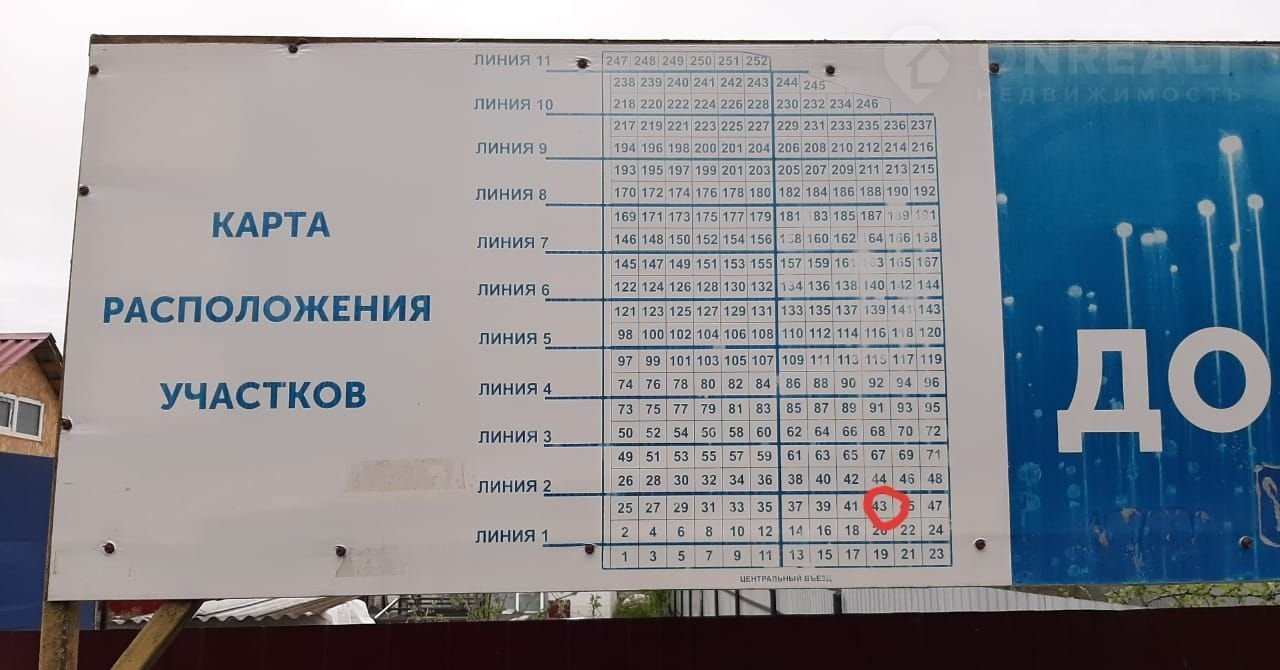 КАРТА
РАСПОЛОЖЕНИЯ
УЧАСТКОВ
ЛИНИЯ 11
247 248 249 250 251 252
238 239 240 241 242 243 244 245
ЛИНИЯ 10
218 220 222 224 226 228 230 232 234 246
217 219 221 223 225 227 229 231 233 235 236 237
ЛИНИЯ 9
194 196 198 200 201 204 206 208 210 212 214 216
193 195 197 199 201 203 205 207 209 211 213 215
ЛИНИЯ 8
170 172 174 176 178 180 182 184 186 188 190 192
169 171 173 175 177 179 181 183 185 187 189 191
ЛИНИЯ 7
146 148 150 152 154 156 158 160 162 164 166 168
145 147 149 151 153 155 157 159 161 163 165 167
ЛИНИЯ 6
122 124 126 128 130 132 134 136 138 140 142 144
121 123 125 127 129 131 133 135 137 139 141 143
ЛИНИЯ 5
98 100 102 104 106 108 110 112 114 116 118 120
97 99 101 103 105 107 109 111 113 115 117 119
ЛИНИЯ 4
74 76 78 80 82 84 86 88 90 92 94 96
73 75 77 79 81 83 85 87 89 91 93 95
ЛИНИЯ 3
50 52 54 56 58 60 62 64 66 68 70 72
49 51 53 55 57 59 61 63 65 67 69 71
ЛИНИЯ 2
26 28 30 32 34 36 38 40 42 44 46 48
25 27 29 31 33 35 37 39 41 43 47
ЛИНИЯ 1
2 4 6 8 10 12 14 16 18 20 22 24
1 3 5 7 9 11 13 15 17 19 21 23
ЦЕНТРАЛЬНЫЙ ВЪЕЗД
ДО
ONREALT
НЕДВИЖИМОСТЬ